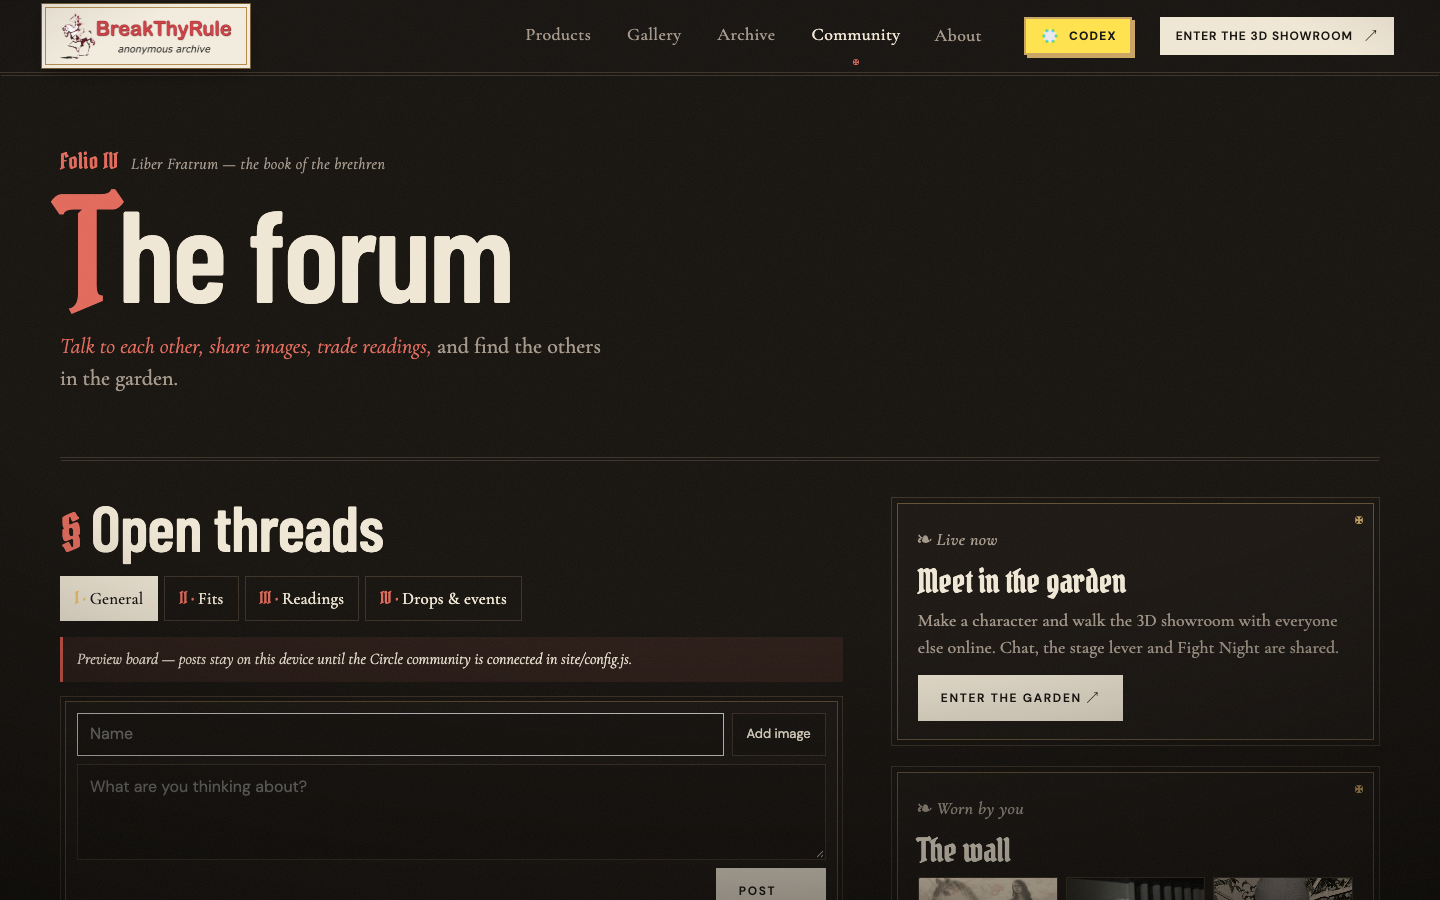 BreakThyRule
anonymous archive
Products
Gallery
Archive
Community
About
CODEX
ENTER THE 3D SHOWROOM ↗
Folio IV Liber Fratrum — the book of the brethren
The forum
Talk to each other, share images, trade readings, and find the others
in the garden.
§ Open threads
I · General
II · Fits
III · Readings
IV · Drops & events
Preview board — posts stay on this device until the Circle community is connected in site/config.js.
Name
Add image
What are you thinking about?
POST
❧ Live now
Meet in the garden
Make a character and walk the 3D showroom with everyone
else online. Chat, the stage lever and Fight Night are shared.
ENTER THE GARDEN ↗
❧ Worn by you
The wall